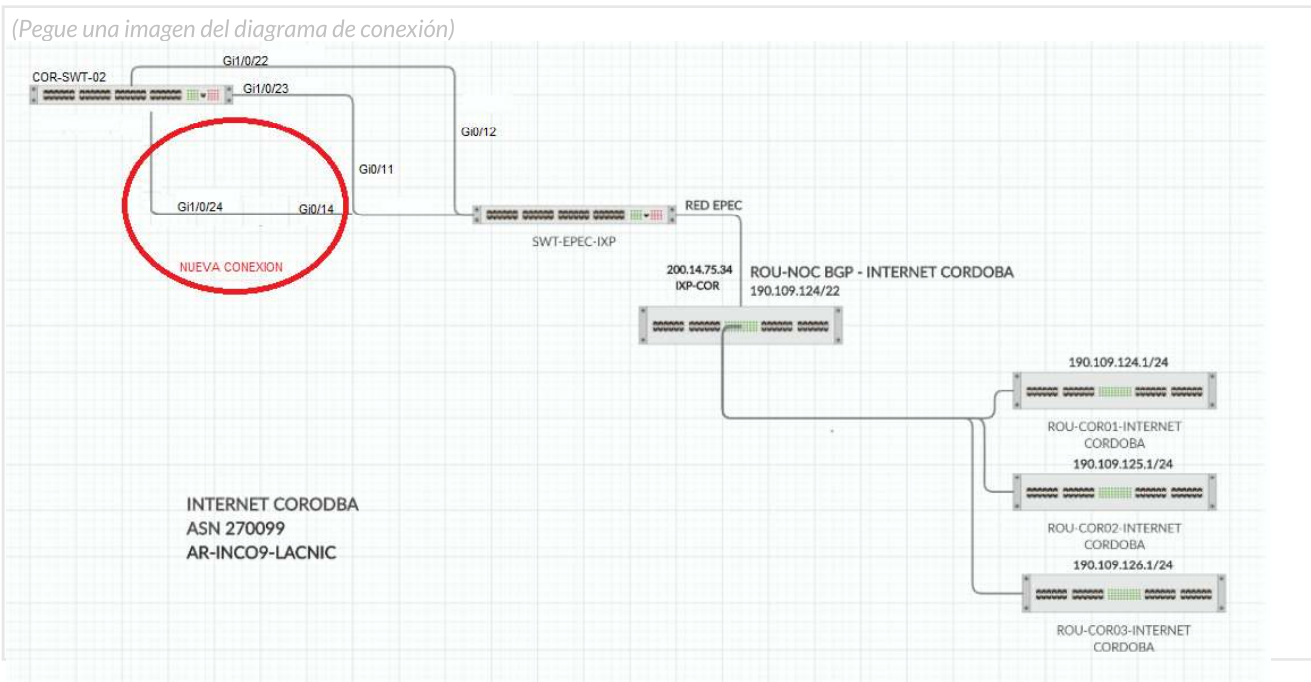 (Pegue una imagen del diagrama de conexión)
Gi1/0/22
COR-SWT-02
Gi1/0/23
Gi0/12
Gi0/11
Gi1/0/24
Gi0/14
NUEVA CONEXION
RED EPEC
SWT-EPEC-IXP
200.14.75.34
IXP-COR
ROU-NOC BGP - INTERNET CORDOBA
190.109.124/22
190.109.124.1/24
ROU-COR01-INTERNET
CORDOBA
190.109.125.1/24
ROU-COR02-INTERNET
CORDOBA
190.109.126.1/24
ROU-COR03-INTERNET
CORDOBA
INTERNET CORODBA
ASN 270099
AR-INCO9-LACNIC